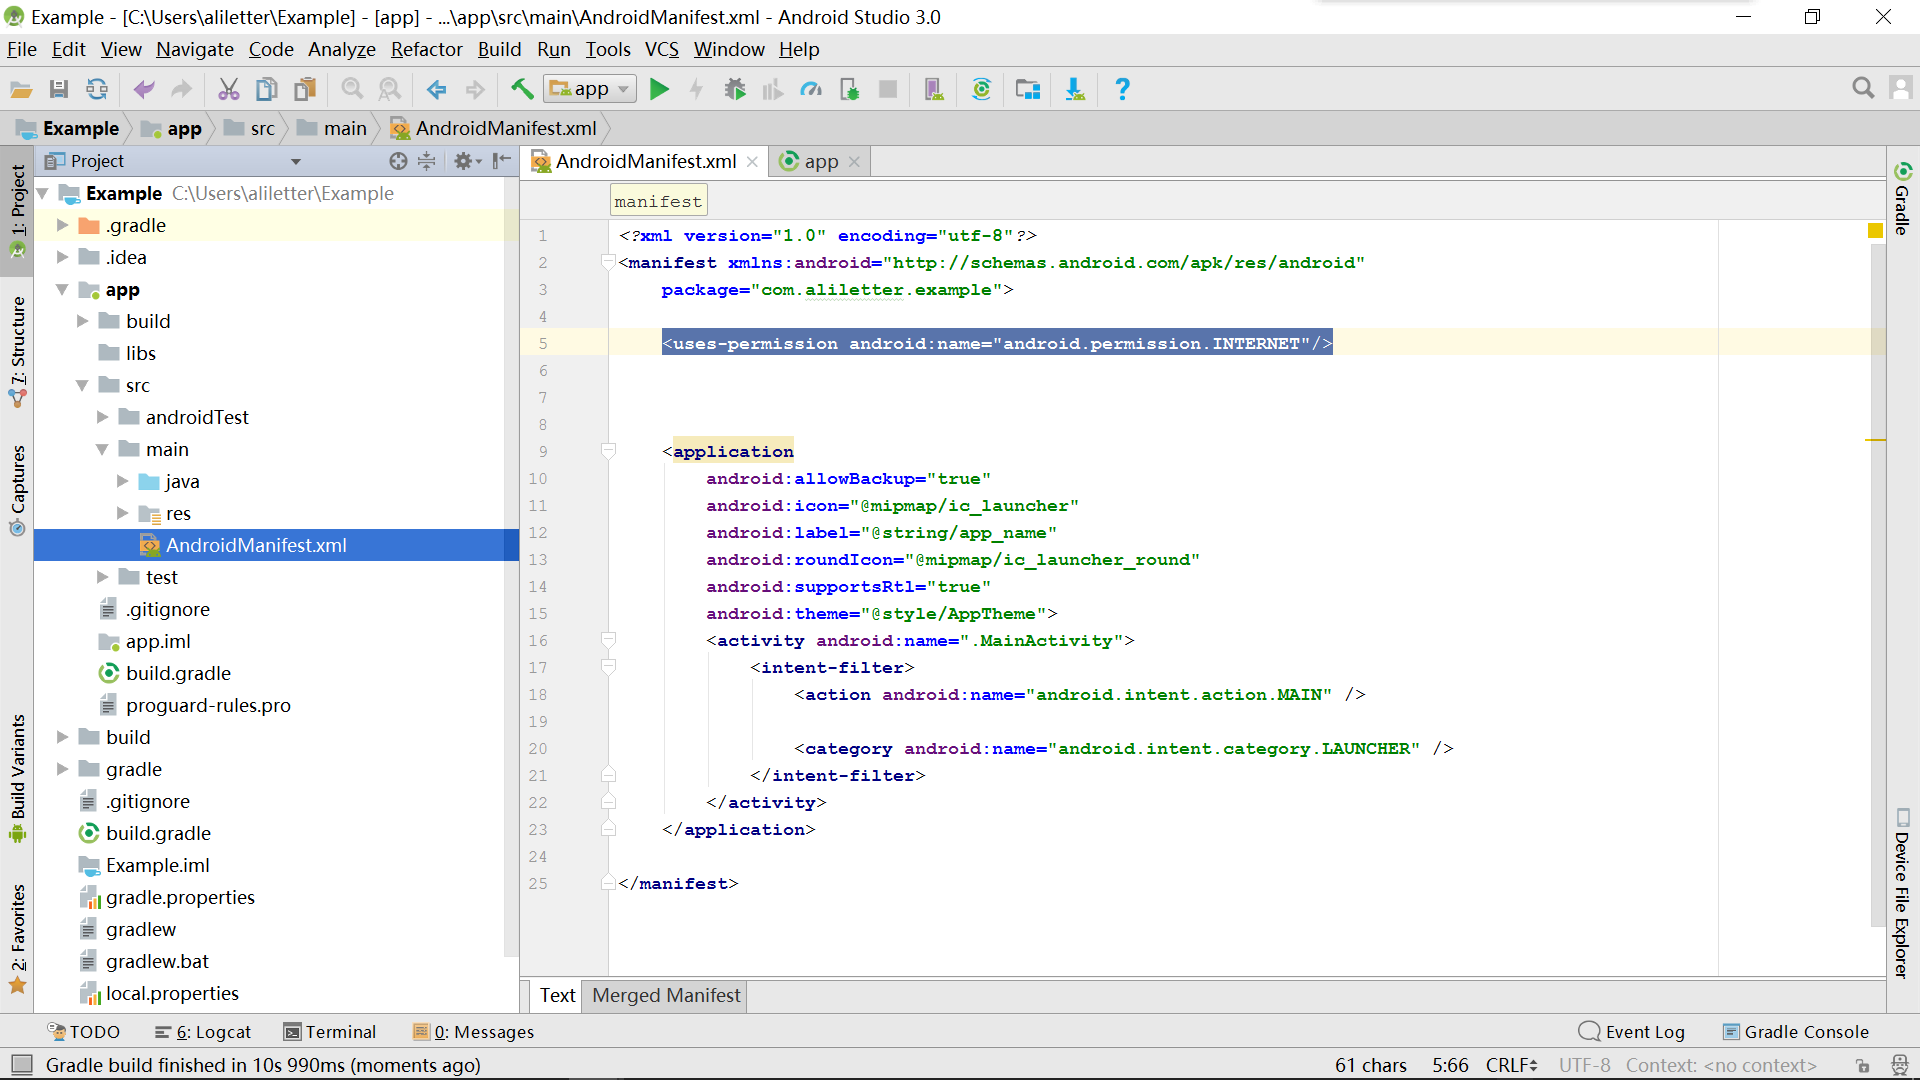 Example - [C:\Users\aliletter\Example] - [app] - ...\app\src\main\AndroidManifest.xml - Android Studio 3.0
File Edit View Navigate Code Analyze Refactor Build Run Tools VCS Window Help
app
Example app src main AndroidManifest.xml
Project
AndroidManifest.xml
app
1: Project
7: Structure
Captures
Build Variants
2: Favorites
Example C:\Users\aliletter\Example
.gradle
.idea
app
build
libs
src
androidTest
main
java
res
AndroidManifest.xml
test
.gitignore
app.iml
build.gradle
proguard-rules.pro
build
gradle
.gitignore
build.gradle
Example.iml
gradle.properties
gradlew
gradlew.bat
local.properties
manifest
1 <?xml version="1.0" encoding="utf-8"?>
2 <manifest xmlns:android="http://schemas.android.com/apk/res/android"
3 package="com.aliletter.example">
4
5 <uses-permission android:name="android.permission.INTERNET"/>
6
7
8
9 <application
10 android:allowBackup="true"
11 android:icon="@mipmap/ic_launcher"
12 android:label="@string/app_name"
13 android:roundIcon="@mipmap/ic_launcher_round"
14 android:supportsRtl="true"
15 android:theme="@style/AppTheme">
16 <activity android:name=".MainActivity">
17 <intent-filter>
18 <action android:name="android.intent.action.MAIN" />
19
20 <category android:name="android.intent.category.LAUNCHER" />
21 </intent-filter>
22 </activity>
23 </application>
24
25 </manifest>
Text Merged Manifest
Gradle
Device File Explorer
TODO 6: Logcat Terminal 0: Messages Event Log Gradle Console
Gradle build finished in 10s 990ms (moments ago) 61 chars 5:66 CRLF UTF-8 Context: <no context>